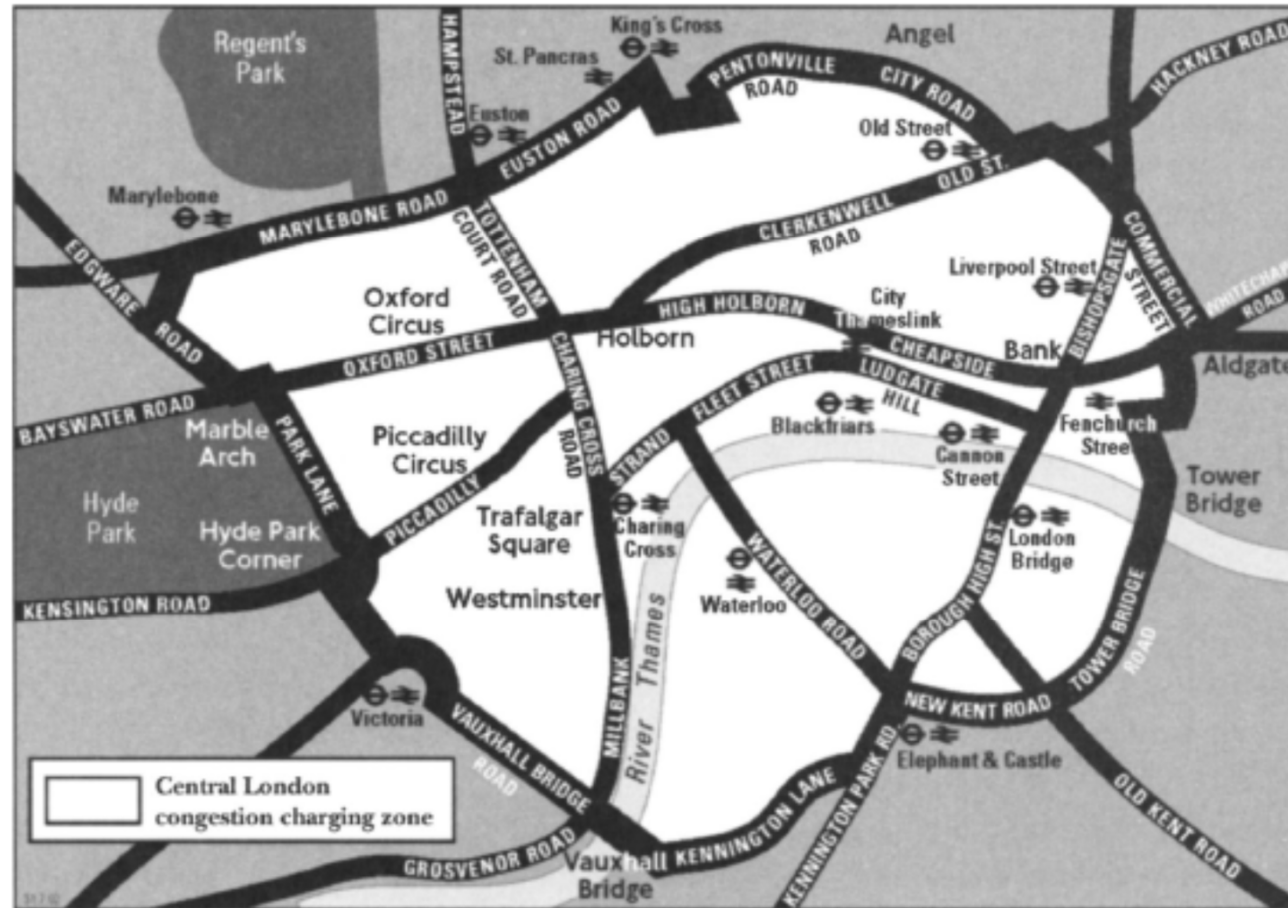 King's Cross
Regent's
Park
HAMPSTEAD
St. Pancras
Angel
PENTONVILLE
ROAD
CITY ROAD
HACKNEY ROAD
Euston
EUSTON ROAD
Old Street
OLD ST.
Marylebone
MARYLEBONE ROAD
TOTTENHAM
COURT ROAD
CLERKENWELL
ROAD
COMMERCIAL
STREET
EDGWARE
ROAD
Liverpool Street
BISHOPSGATE
Oxford
Circus
City
Thameslink
HIGH HOLBORN
Holborn
ROAD
OXFORD STREET
CHEAPSIDE
Bank
Aldgate
BAYSWATER ROAD
CHARING CROSS
ROAD
FLEET STREET
LUDGATE
HILL
Marble
Arch
PARK LANE
Piccadilly
Circus
STRAND
Blackfriars
Fenchurch
Street
Cannon
Street
Hyde
Park
PICCADILLY
Tower
Bridge
Hyde Park
Corner
Trafalgar
Square
Charing
Cross
London
Bridge
KENSINGTON ROAD
Westminster
Waterloo
WATERLOO ROAD
BOROUGH HIGH ST.
TOWER BRIDGE
ROAD
MILLBANK
River Thames
Victoria
NEW KENT ROAD
VAUXHALL BRIDGE
ROAD
Elephant & Castle
Central London
congestion charging zone
KENNINGTON LANE
KENNINGTON PARK RD
OLD KENT ROAD
GROSVENOR ROAD
Vauxhall
Bridge